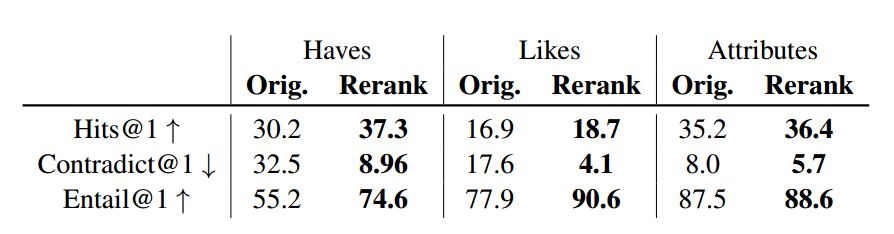 Haves Likes Attributes
Orig. Rerank Orig. Rerank Orig. Rerank
Hits@1 ↑ 30.2 37.3 16.9 18.7 35.2 36.4
Contradict@1 ↓ 32.5 8.96 17.6 4.1 8.0 5.7
Entail@1 ↑ 55.2 74.6 77.9 90.6 87.5 88.6